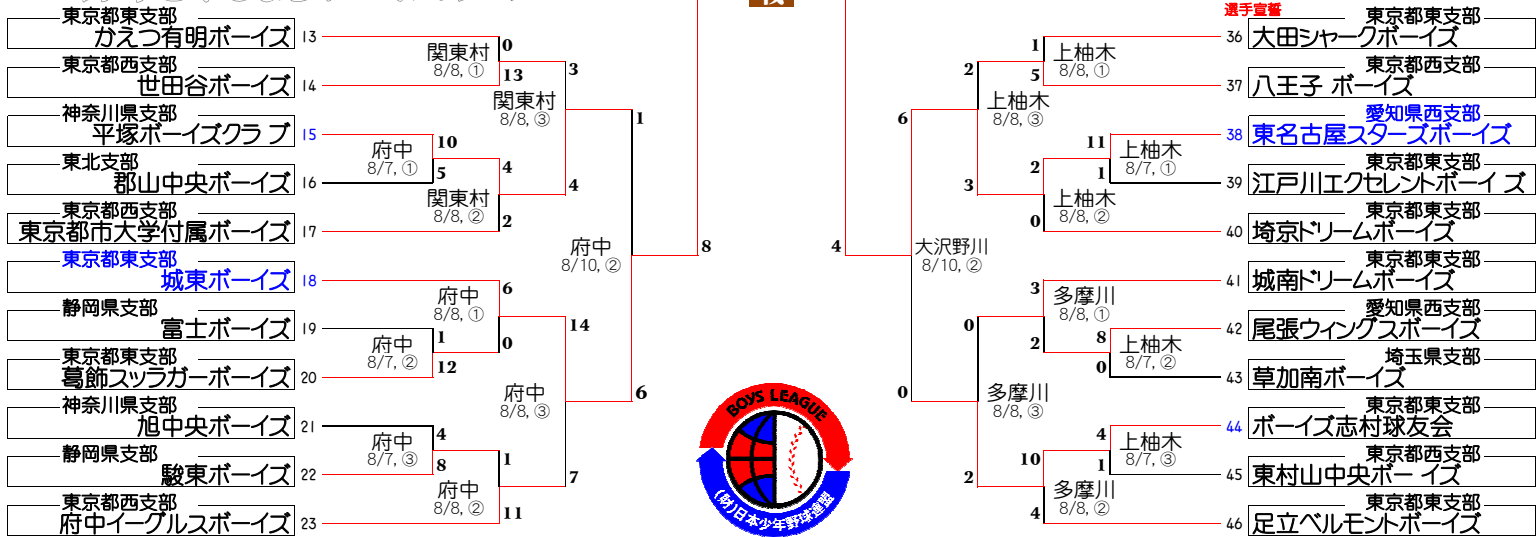 東京都東支部
かえつ有明ボーイズ 13
東京都西支部
世田谷ボーイズ 14
神奈川県支部
平塚ボーイズクラブ 15
東北支部
郡山中央ボーイズ 16
東京都西支部
東京都市大学付属ボーイズ 17
東京都東支部
城東ボーイズ 18
静岡県支部
富士ボーイズ 19
東京都東支部
葛飾スッラガーボーイズ 20
神奈川県支部
旭中央ボーイズ 21
静岡県支部
駿東ボーイズ 22
東京都西支部
府中イーグルスボーイズ 23
関東村
8/8, ①
0
13
府中
8/7, ①
10
5
関東村
8/8, ②
4
2
関東村
8/8, ③
3
4
府中
8/7, ②
1
12
府中
8/8, ①
6
0
府中
8/7, ③
4
8
府中
8/8, ②
1
11
府中
8/8, ③
14
7
府中
8/10, ②
1
6
8
BOYS LEAGUE
(財)日本少年野球連盟
4
大沢野川
8/10, ②
6
0
上柚木
8/8, ③
2
3
上柚木
8/8, ①
1
5
上柚木
8/7, ①
11
1
上柚木
8/8, ②
2
0
多摩川
8/8, ③
0
2
多摩川
8/8, ①
3
2
上柚木
8/7, ②
8
0
上柚木
8/7, ③
4
1
多摩川
8/8, ②
10
4
選手宣誓
東京都東支部
36 大田シャークボーイズ
東京都西支部
37 八王子 ボーイズ
愛知県西支部
38 東名古屋スターズボーイズ
東京都東支部
39 江戸川エクセレントボーイズ
東京都東支部
40 埼京ドリームボーイズ
東京都東支部
41 城南ドリームボーイズ
愛知県西支部
42 尾張ウィングスボーイズ
埼玉県支部
43 草加南ボーイズ
東京都東支部
44 ボーイズ志村球友会
東京都西支部
45 東村山中央ボーイズ
東京都東支部
46 足立ベルモントボーイズ